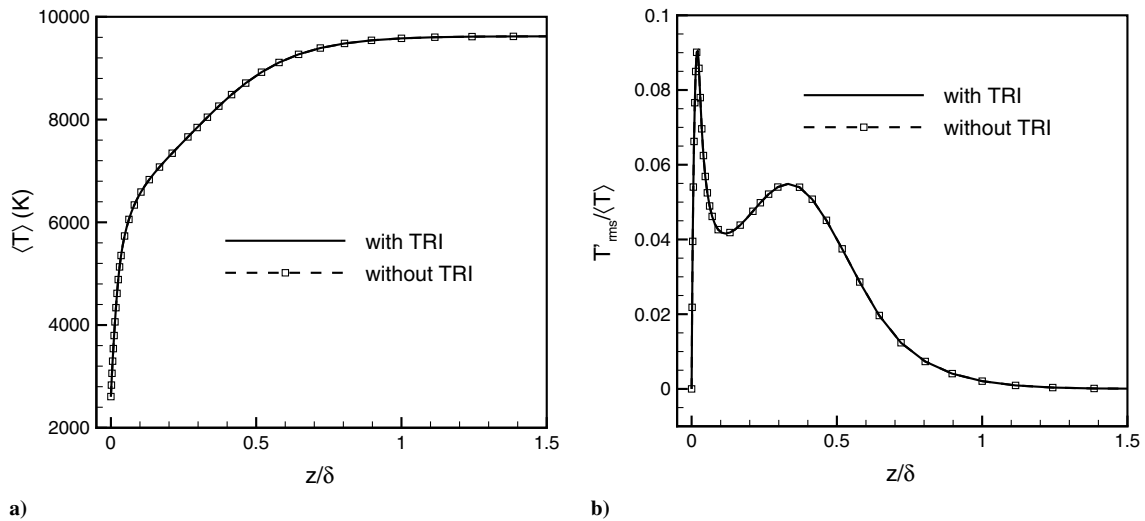 10000
8000
6000
4000
2000
⟨T⟩ (K)
with TRI
without TRI
0
0.5
1
1.5
z/δ
a)
0.1
0.08
0.06
0.04
0.02
0
T'rms/⟨T⟩
with TRI
without TRI
0
0.5
1
1.5
z/δ
b)